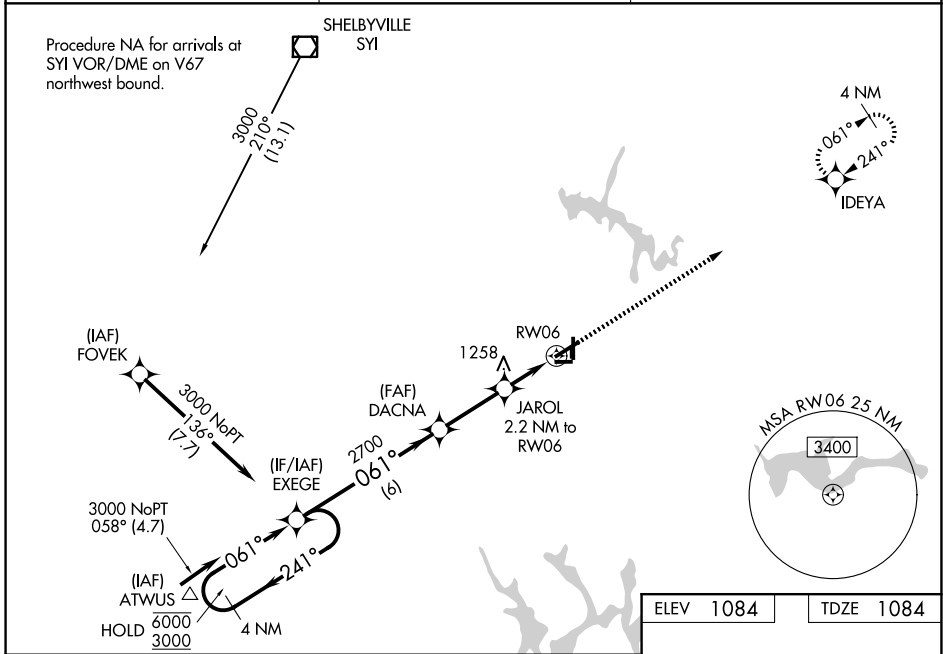 Procedure NA for arrivals at
SYI VOR/DME on V67
northwest bound.
SHELBYVILLE
SYI
3000
210°
(13.1)
4 NM
061°
241°
IDEYA
(IAF)
FOVEK
3000 NoPT
136°
(7.7)
RW06
1258
(FAF)
DACNA
JAROL
2.2 NM to
RW06
2700
061°
(6)
(IF/IAF)
EXEGE
3000 NoPT
058° (4.7)
061°
241°
(IAF)
ATWUS
HOLD
6000
3000
4 NM
MSA RW06 25 NM
3400
ELEV 1084
TDZE 1084